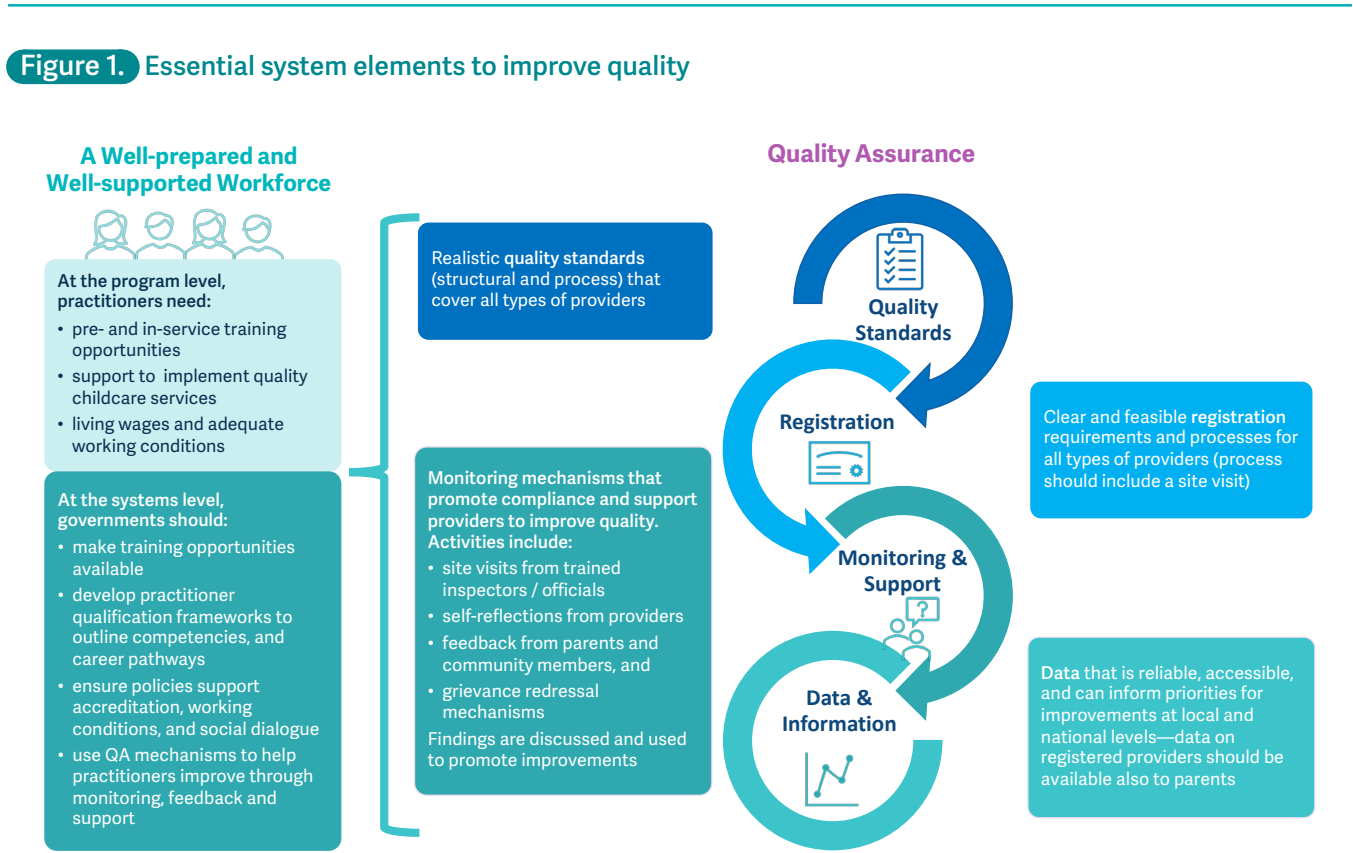 Figure 1. Essential system elements to improve quality
A Well-prepared and
Well-supported Workforce
At the program level,
practitioners need:
• pre- and in-service training
opportunities
• support to implement quality
childcare services
• living wages and adequate
working conditions
At the systems level,
governments should:
• make training opportunities
available
• develop practitioner
qualification frameworks to
outline competencies, and
career pathways
• ensure policies support
accreditation, working
conditions, and social dialogue
• use QA mechanisms to help
practitioners improve through
monitoring, feedback and
support
Quality Assurance
Realistic quality standards
(structural and process) that
cover all types of providers
Monitoring mechanisms that
promote compliance and support
providers to improve quality.
Activities include:
• site visits from trained
inspectors / officials
• self-reflections from providers
• feedback from parents and
community members, and
• grievance redressal
mechanisms
Findings are discussed and used
to promote improvements
Quality
Standards
Registration
Monitoring &
Support
?
Data &
Information
Clear and feasible registration
requirements and processes for
all types of providers (process
should include a site visit)
Data that is reliable, accessible,
and can inform priorities for
improvements at local and
national levels—data on
registered providers should be
available also to parents